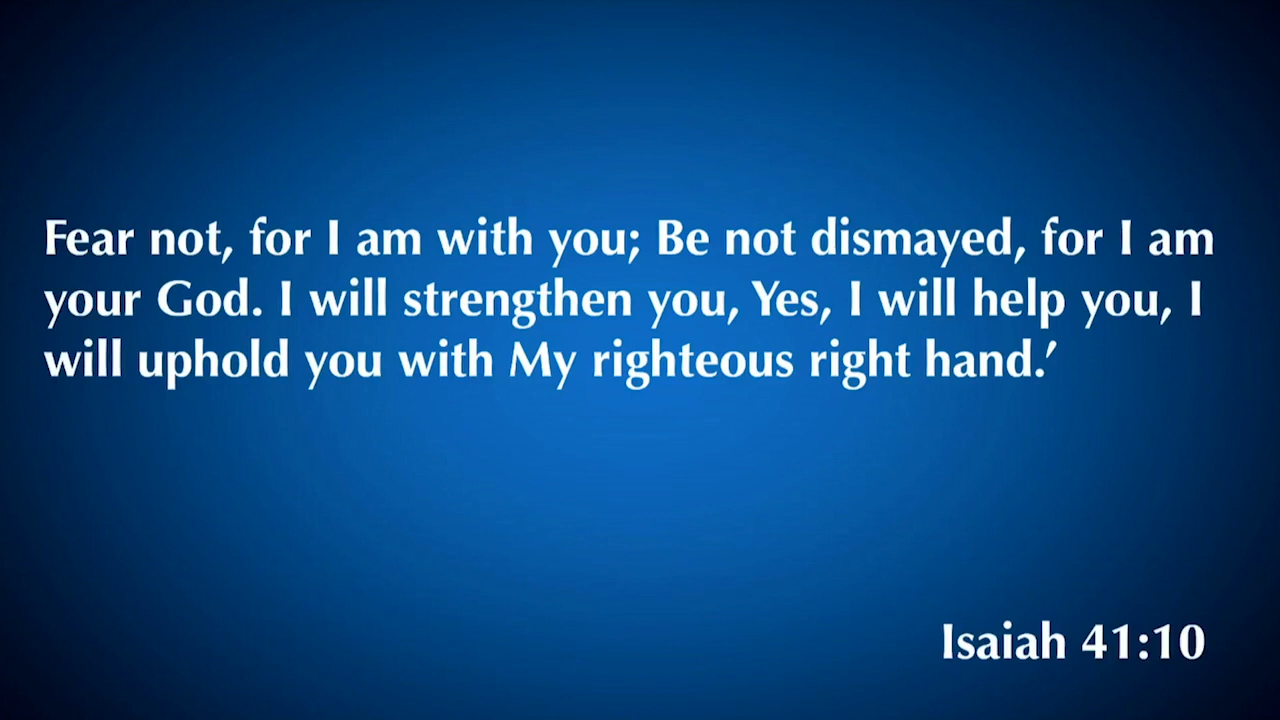 Fear not, for I am with you; Be not dismayed, for I am
your God. I will strengthen you, Yes, I will help you, I
will uphold you with My righteous right hand.’
Isaiah 41:10